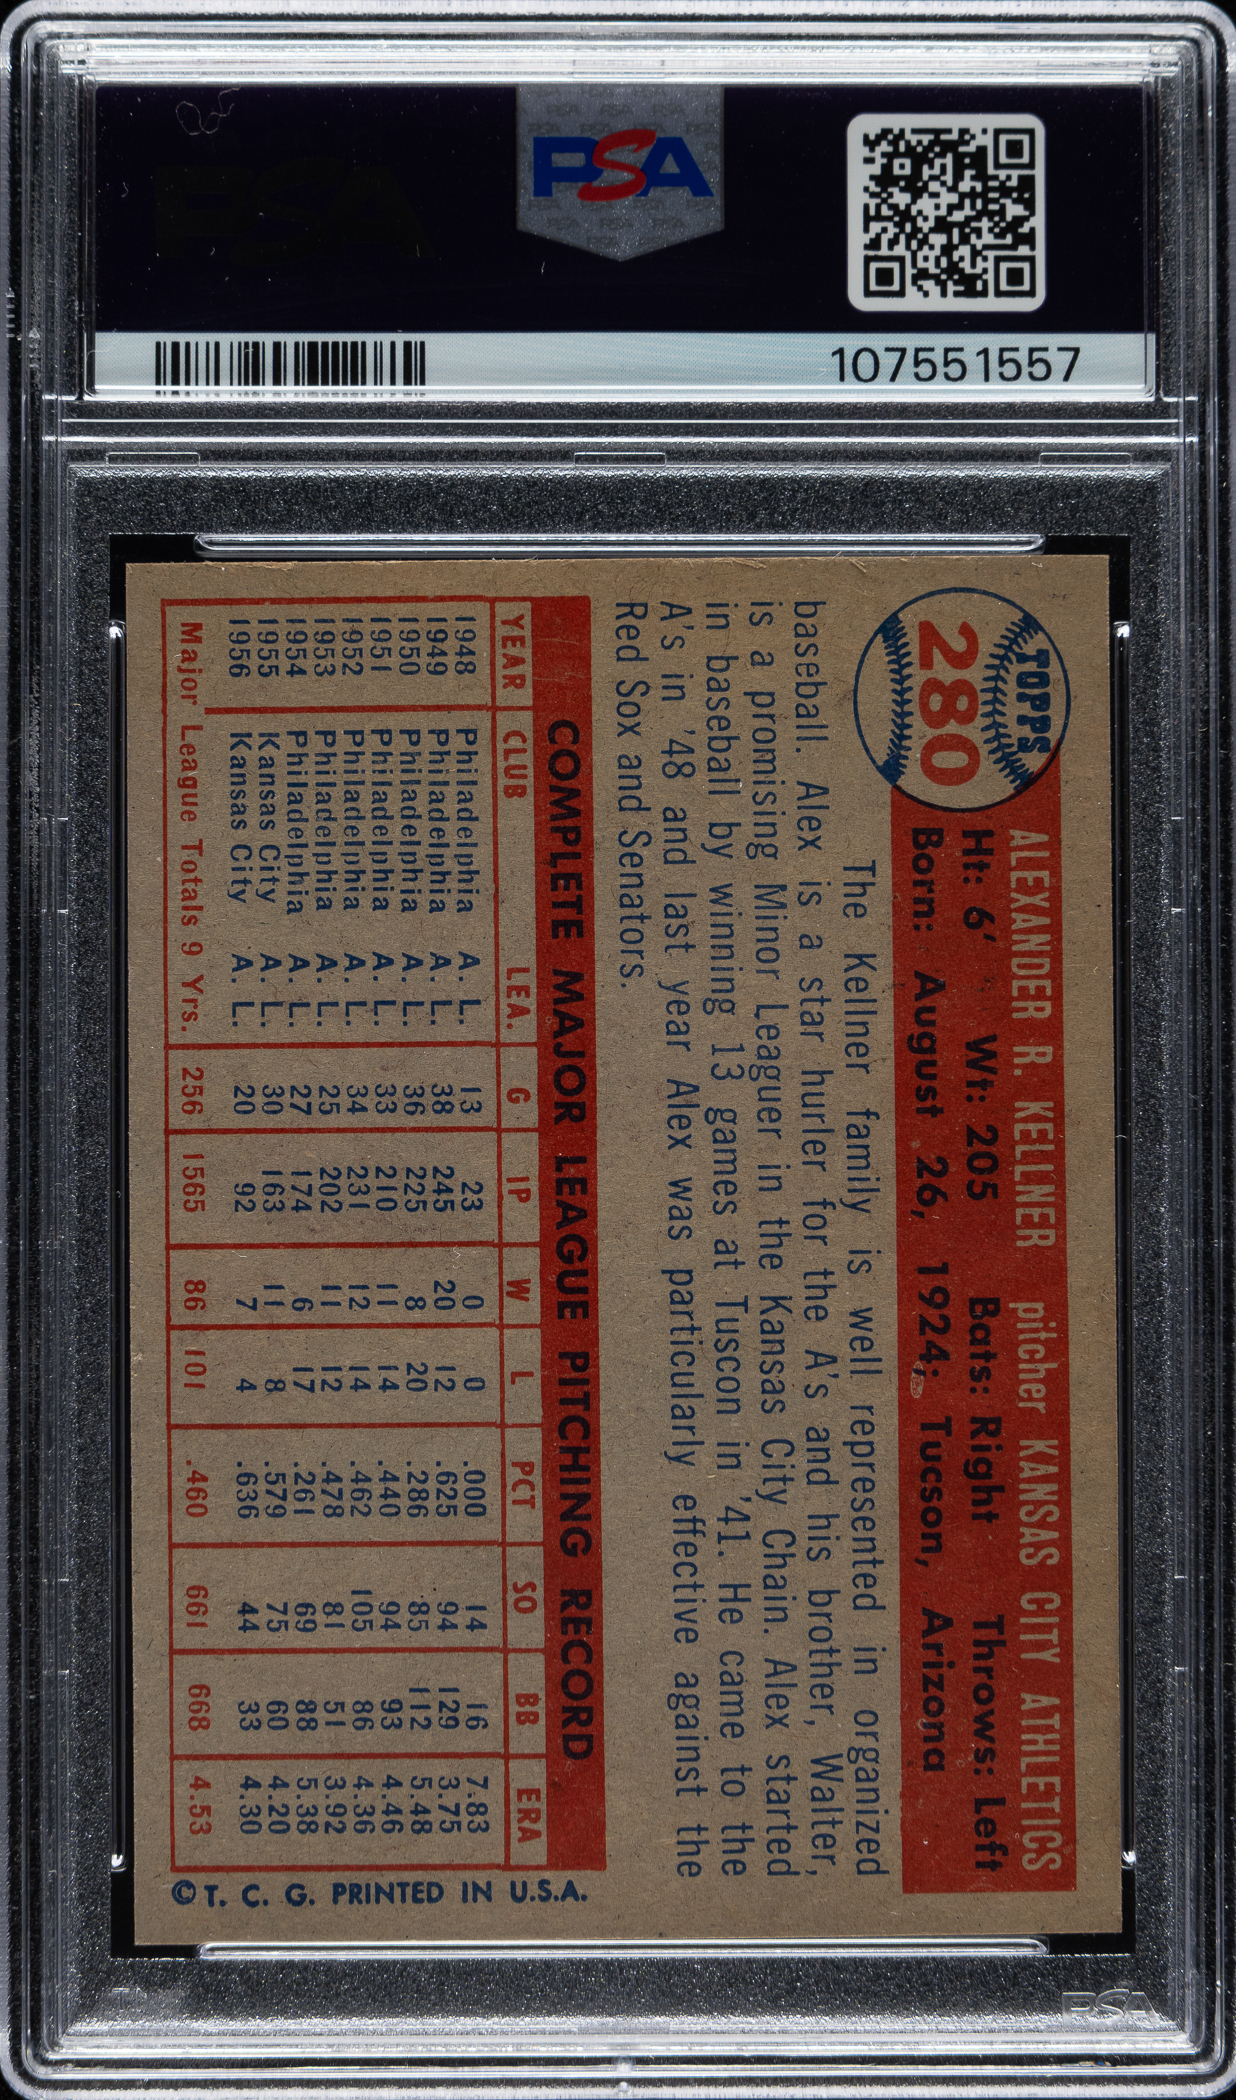 PSA
107551557
TOPPS
280
ALEXANDER R. KELLNER pitcher KANSAS CITY ATHLETICS
Ht: 6' Wt: 205 Bats: Right Throws: Left
Born: August 26, 1924; Tucson, Arizona
The Kellner family is well represented in organized
baseball. Alex is a star hurler for the A's and his brother, Walter,
is a promising Minor Leaguer in the Kansas City Chain. Alex started
in baseball by winning 13 games at Tuscon in '41. He came to the
A's in '48 and last year Alex was particularly effective against the
Red Sox and Senators.
COMPLETE MAJOR LEAGUE PITCHING RECORD
YEAR CLUB LEA. G IP W L PCT SO BB ERA
1948 Philadelphia A. L. 13 23 0 0 .000 14 16 7.83
1949 Philadelphia A. L. 38 245 20 12 .625 94 129 3.75
1950 Philadelphia A. L. 36 225 8 20 .286 85 112 5.48
1951 Philadelphia A. L. 33 210 11 14 .440 94 93 4.46
1952 Philadelphia A. L. 34 231 12 14 .462 105 86 4.36
1953 Philadelphia A. L. 25 202 11 12 .478 81 51 3.92
1954 Philadelphia A. L. 27 174 6 17 .261 69 88 5.38
1955 Kansas City A. L. 30 163 11 8 .579 75 60 4.20
1956 Kansas City A. L. 20 92 7 4 .636 44 33 4.30
Major League Totals 9 Yrs. 256 1565 86 101 .460 661 668 4.53
© T. C. G. PRINTED IN U.S.A.
PSA